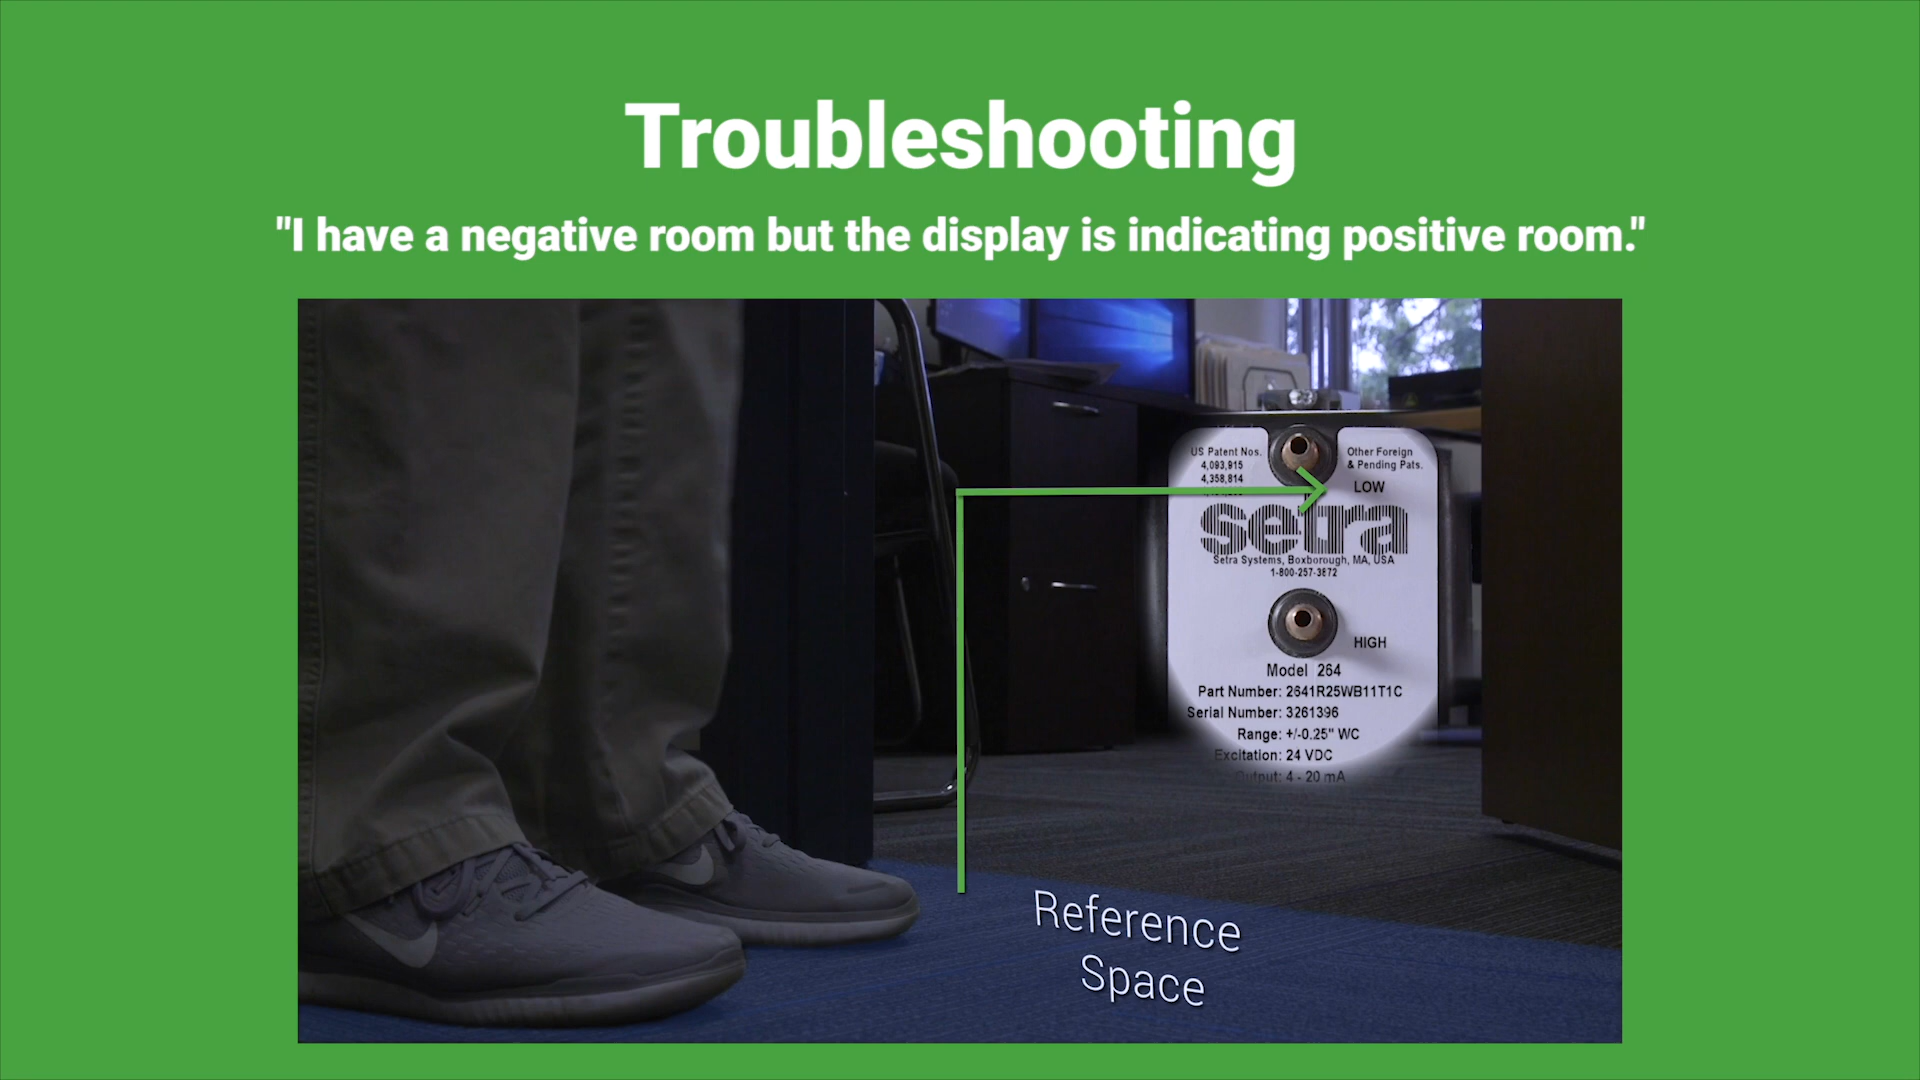 Troubleshooting
"I have a negative room but the display is indicating positive room."
US Patent Nos.
4,093,915
4,358,814
Other Foreign
& Pending Pats.
LOW
setra
Setra Systems, Boxborough, MA, USA
1-800-257-3872
HIGH
Model 264
Part Number: 2641R25WB11T1C
Serial Number: 3261396
Range: +/-0.25" WC
Excitation: 24 VDC
Output: 4 - 20 mA
Reference
Space